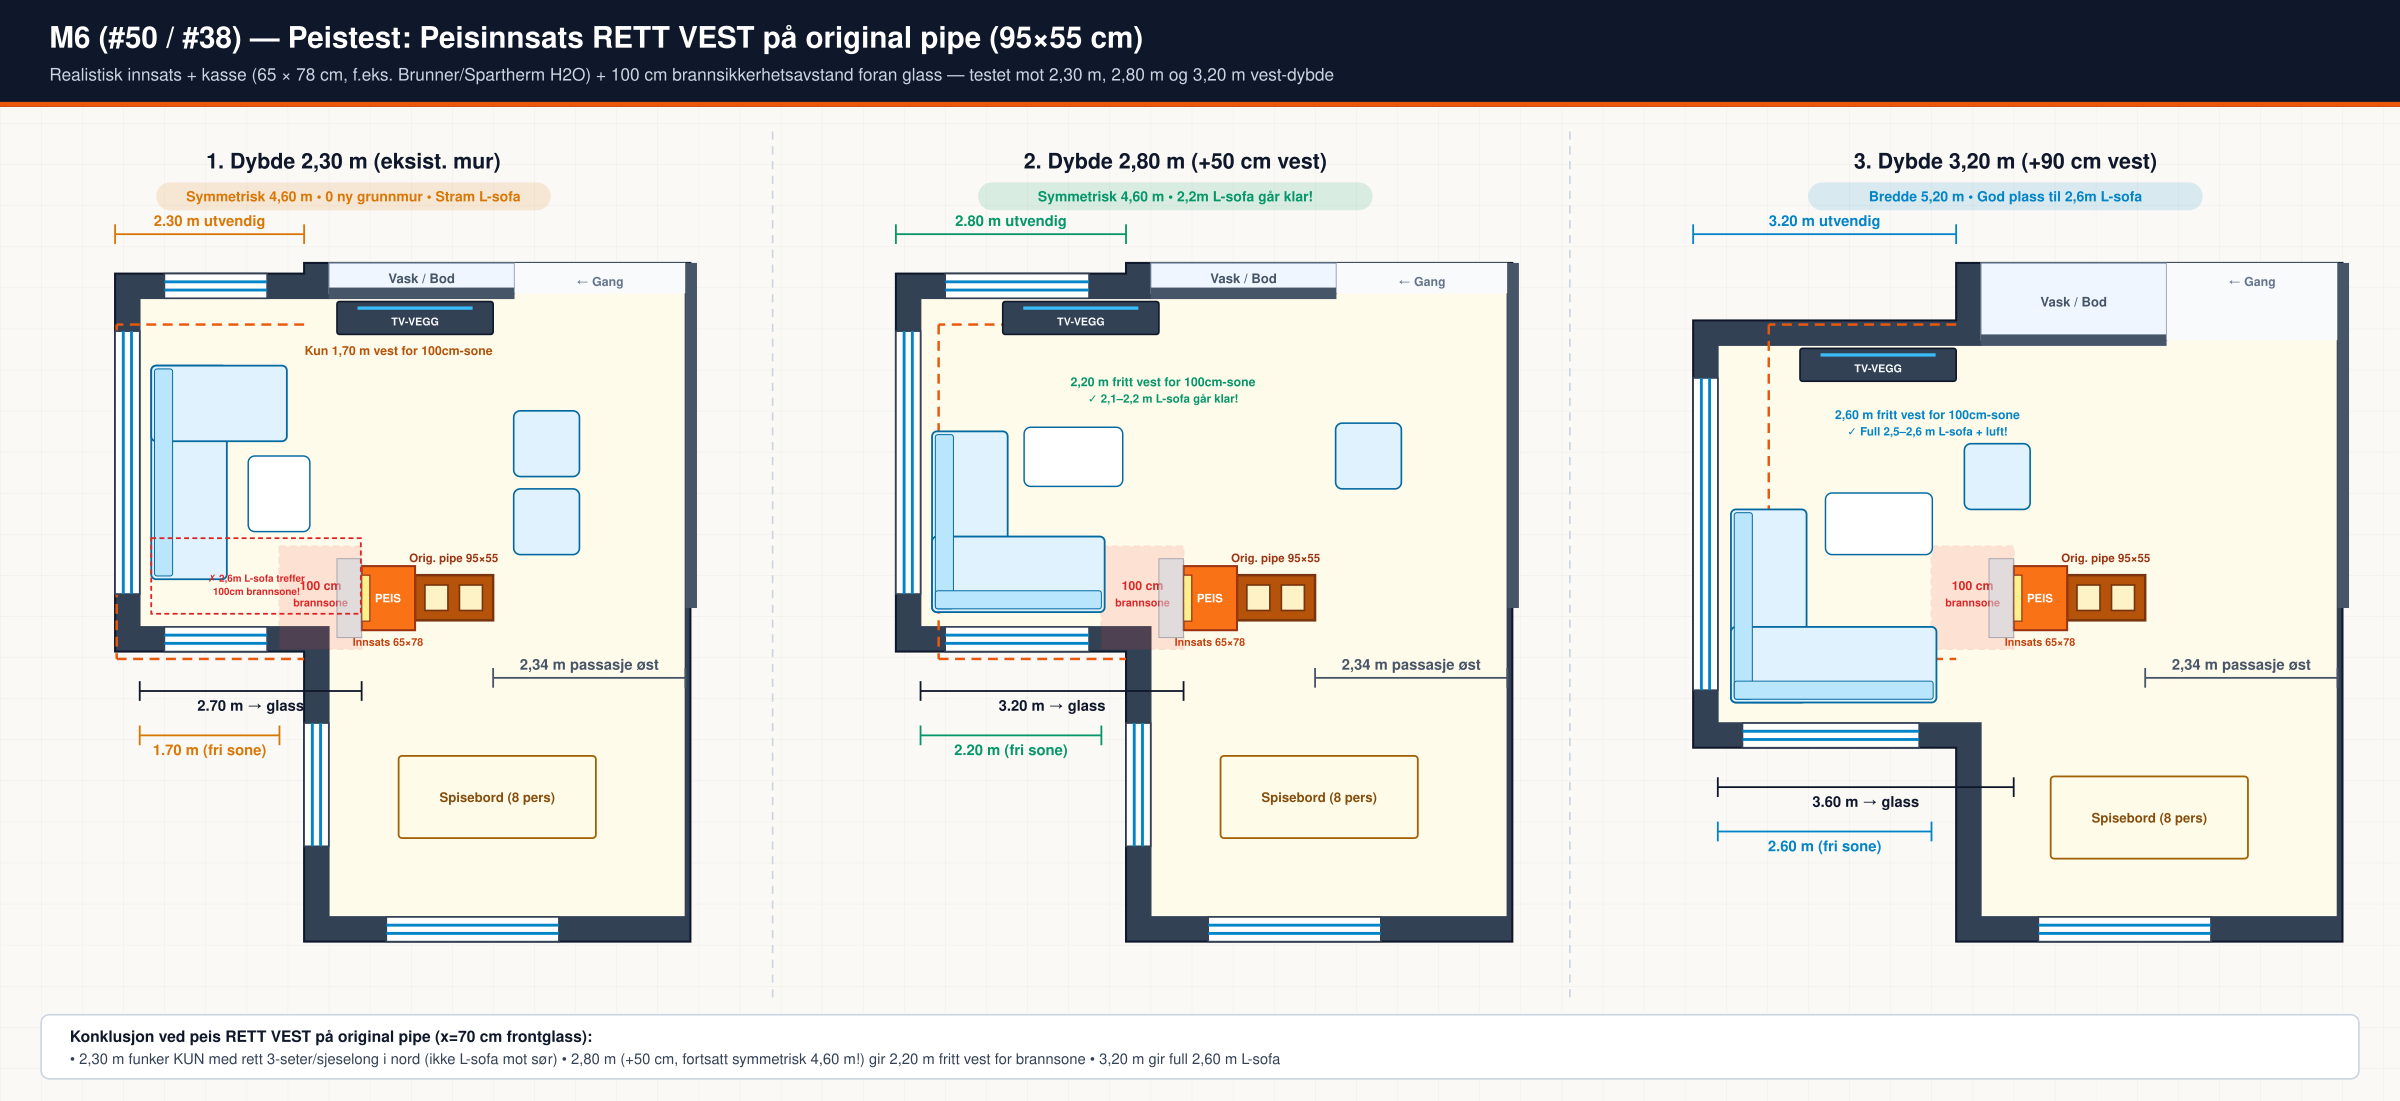 M6 (#50 / #38) — Peistest: Peisinnsats RETT VEST på original pipe (95×55 cm)
Realistisk innsats + kasse (65 × 78 cm, f.eks. Brunner/Spartherm H2O) + 100 cm brannsikkerhetsavstand foran glass — testet mot 2,30 m, 2,80 m og 3,20 m vest-dybde
1. Dybde 2,30 m (eksist. mur)
Symmetrisk 4,60 m • 0 ny grunnmur • Stram L-sofa
2.30 m utvendig
Vask / Bod
← Gang
TV-VEGG
Kun 1,70 m vest for 100cm-sone
Orig. pipe 95×55
✗ 2,6m L-sofa treffer
100cm brannsone!
100 cm
brannsone
PEIS
Innsats 65×78
2,34 m passasje øst
2.70 m → glass
1.70 m (fri sone)
Spisebord (8 pers)
2. Dybde 2,80 m (+50 cm vest)
Symmetrisk 4,60 m • 2,2m L-sofa går klar!
2.80 m utvendig
Vask / Bod
← Gang
TV-VEGG
2,20 m fritt vest for 100cm-sone
✓ 2,1–2,2 m L-sofa går klar!
Orig. pipe 95×55
100 cm
brannsone
PEIS
Innsats 65×78
2,34 m passasje øst
3.20 m → glass
2.20 m (fri sone)
Spisebord (8 pers)
3. Dybde 3,20 m (+90 cm vest)
Bredde 5,20 m • God plass til 2,6m L-sofa
3.20 m utvendig
Vask / Bod
← Gang
TV-VEGG
2,60 m fritt vest for 100cm-sone
✓ Full 2,5–2,6 m L-sofa + luft!
Orig. pipe 95×55
100 cm
brannsone
PEIS
Innsats 65×78
2,34 m passasje øst
3.60 m → glass
2.60 m (fri sone)
Spisebord (8 pers)
Konklusjon ved peis RETT VEST på original pipe (x=70 cm frontglass):
• 2,30 m funker KUN med rett 3-seter/sjeselong i nord (ikke L-sofa mot sør) • 2,80 m (+50 cm, fortsatt symmetrisk 4,60 m!) gir 2,20 m fritt vest for brannsone • 3,20 m gir full 2,60 m L-sofa